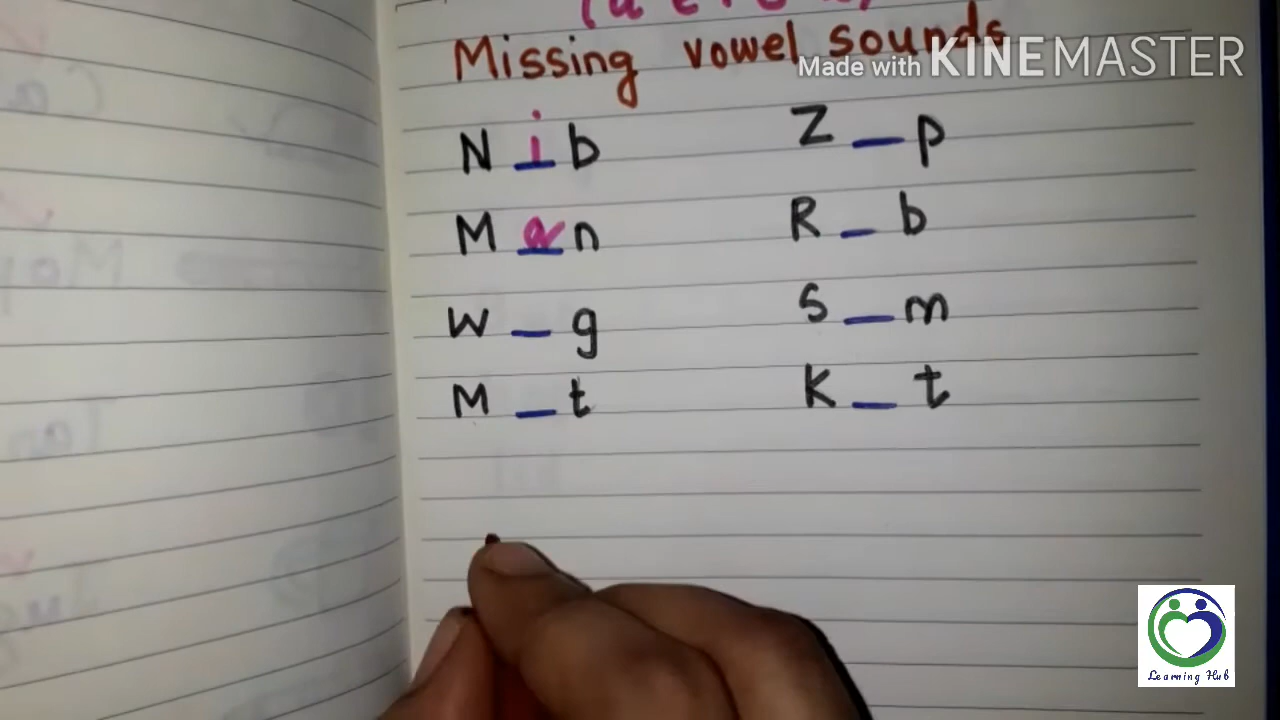 Missing vowel sounds
Made with KINEMASTER
N i b
Z _ p
M a n
R _ b
W _ g
S _ m
M _ t
K _ t
Learning Hub